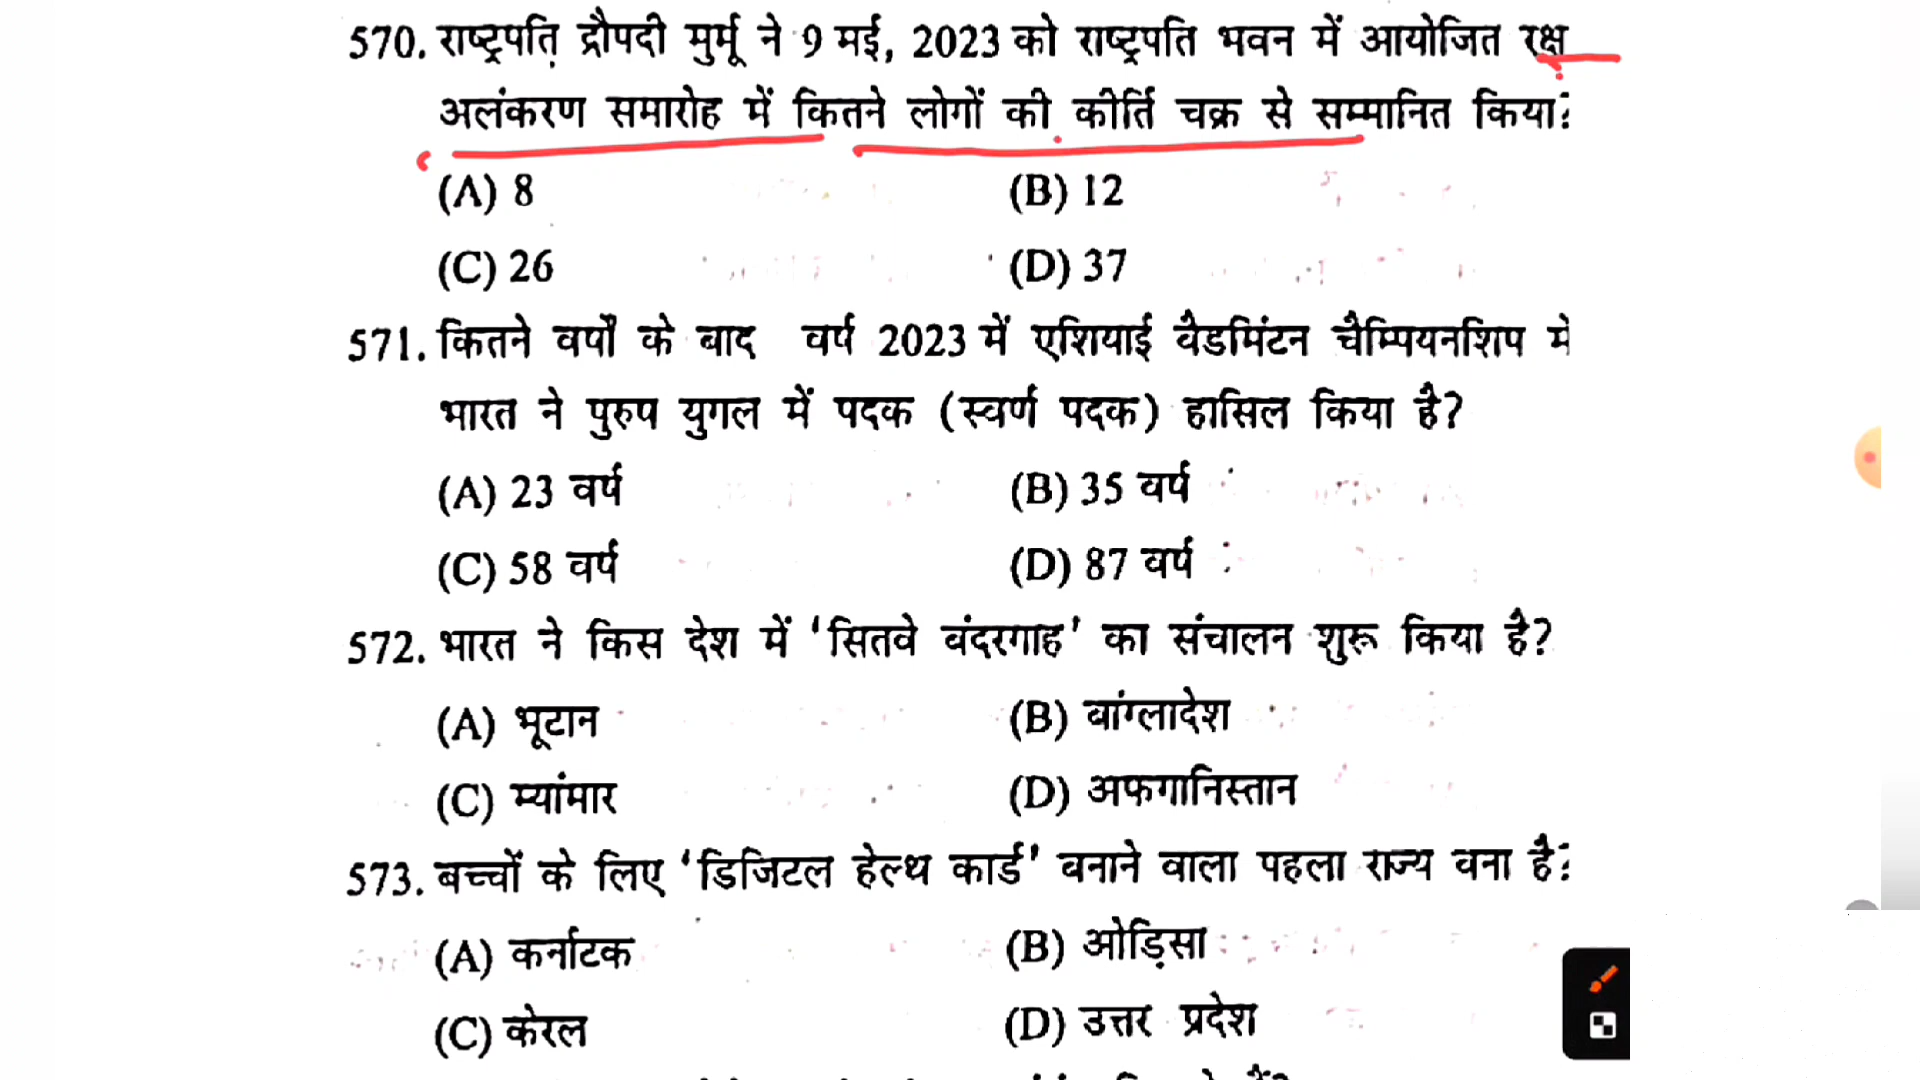 570. राष्ट्रपति द्रौपदी मुर्मू ने 9 मई, 2023 को राष्ट्रपति भवन में आयोजित रक्ष
अलंकरण समारोह में कितने लोगों की कीर्ति चक्र से सम्मानित किया?
(A) 8 (B) 12
(C) 26 (D) 37
571. कितने वर्षों के बाद वर्ष 2023 में एशियाई बैडमिंटन चैम्पियनशिप में
भारत ने पुरुष युगल में पदक (स्वर्ण पदक) हासिल किया है?
(A) 23 वर्ष (B) 35 वर्ष
(C) 58 वर्ष (D) 87 वर्ष
572. भारत ने किस देश में 'सितवे बंदरगाह' का संचालन शुरू किया है?
(A) भूटान (B) बांग्लादेश
(C) म्यांमार (D) अफगानिस्तान
573. बच्चों के लिए 'डिजिटल हेल्थ कार्ड' बनाने वाला पहला राज्य बना है?
(A) कर्नाटक (B) ओड़िसा
(C) केरल (D) उत्तर प्रदेश